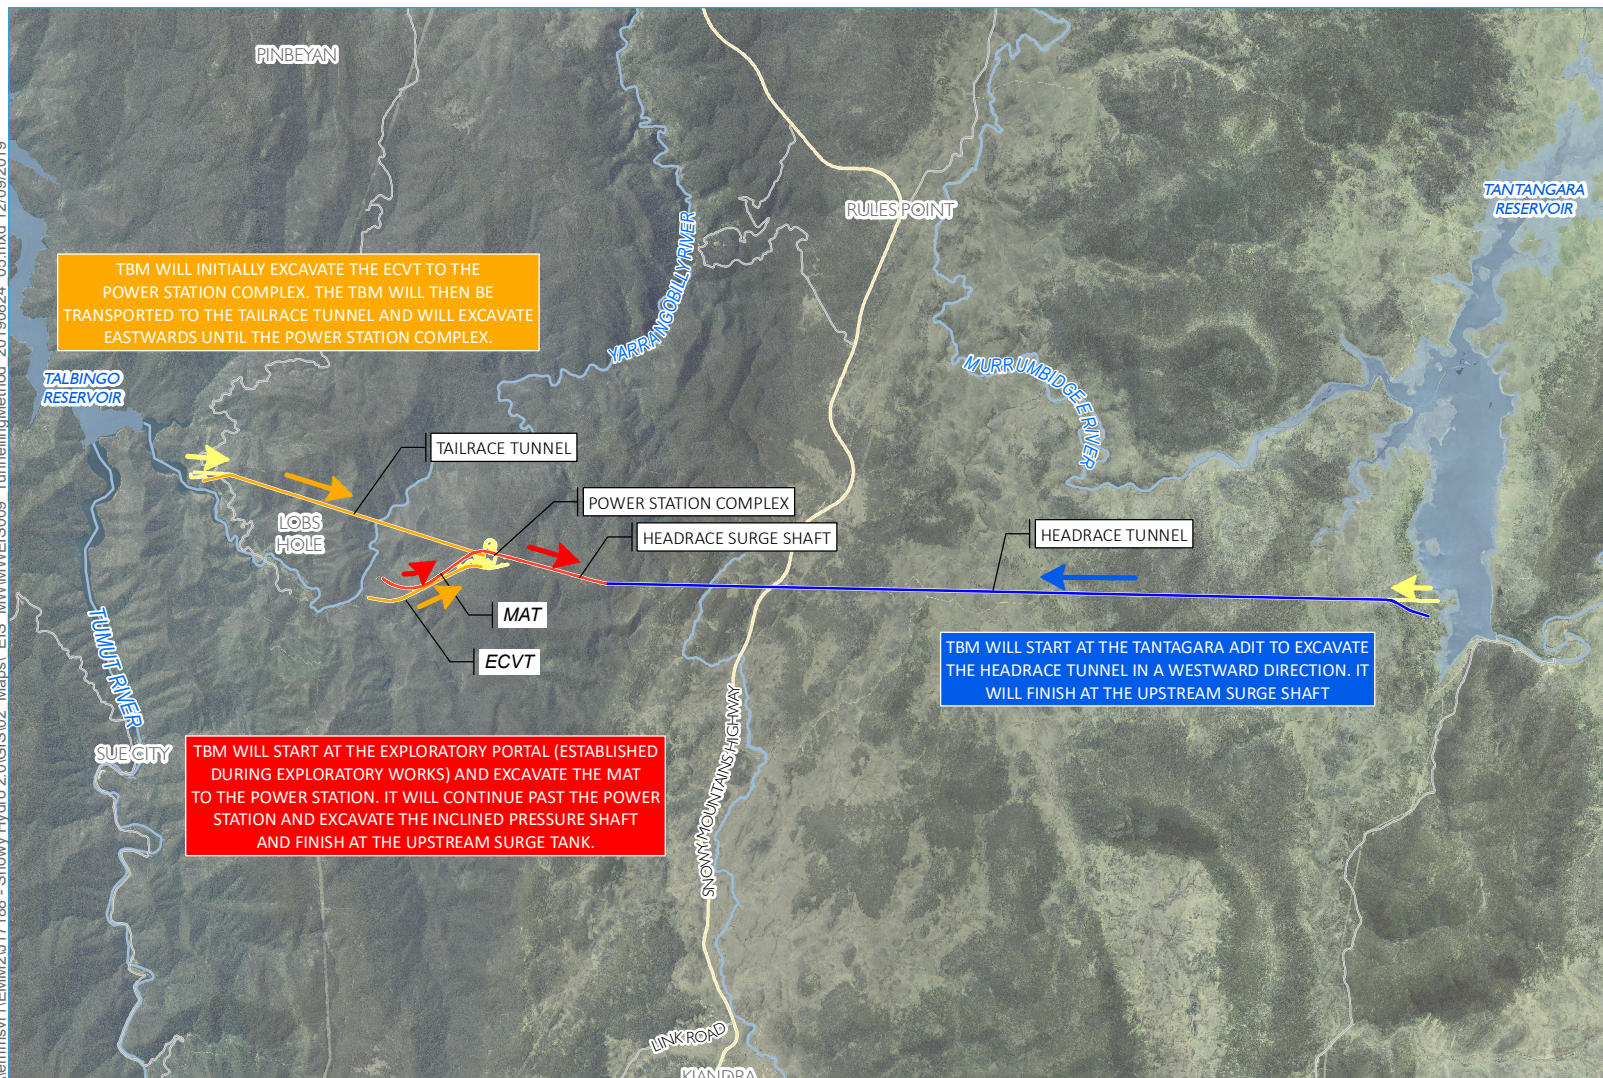 PINBEYAN
RULES POINT
TANTANGARA
RESERVOIR
YARRANGOBILLY RIVER
TBM WILL INITIALLY EXCAVATE THE ECVT TO THE
POWER STATION COMPLEX. THE TBM WILL THEN BE
TRANSPORTED TO THE TAILRACE TUNNEL AND WILL EXCAVATE
EASTWARDS UNTIL THE POWER STATION COMPLEX.
TALBINGO
RESERVOIR
MURRUMBIDGEE RIVER
TAILRACE TUNNEL
POWER STATION COMPLEX
LOBS
HOLE
HEADRACE SURGE SHAFT
HEADRACE TUNNEL
MAT
ECVT
TUMUT RIVER
TBM WILL START AT THE TANTAGARA ADIT TO EXCAVATE
THE HEADRACE TUNNEL IN A WESTWARD DIRECTION. IT
WILL FINISH AT THE UPSTREAM SURGE SHAFT
SUE CITY
TBM WILL START AT THE EXPLORATORY PORTAL (ESTABLISHED
DURING EXPLORATORY WORKS) AND EXCAVATE THE MAT
TO THE POWER STATION. IT WILL CONTINUE PAST THE POWER
STATION AND EXCAVATE THE INCLINED PRESSURE SHAFT
AND FINISH AT THE UPSTREAM SURGE TANK.
SNOWY MOUNTAINS HIGHWAY
LINK ROAD
KIANDRA